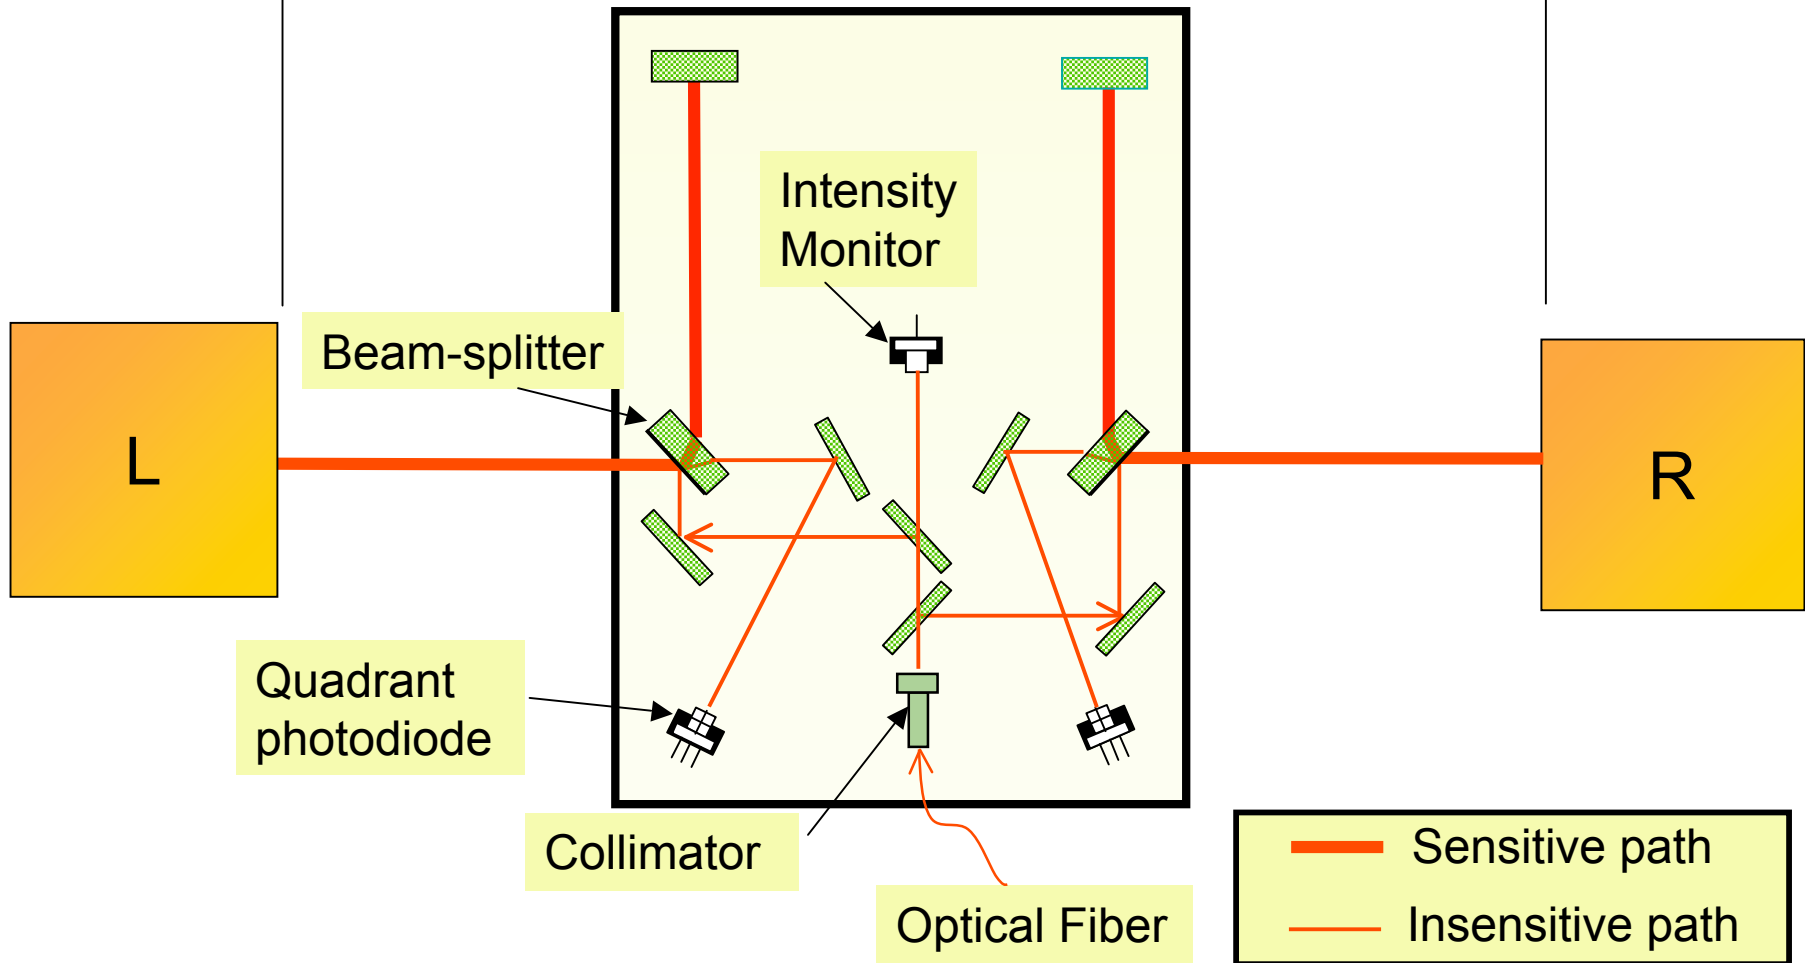 Intensity
Monitor
Beam-splitter
L
R
Quadrant
photodiode
Collimator
Optical Fiber
Sensitive path
Insensitive path